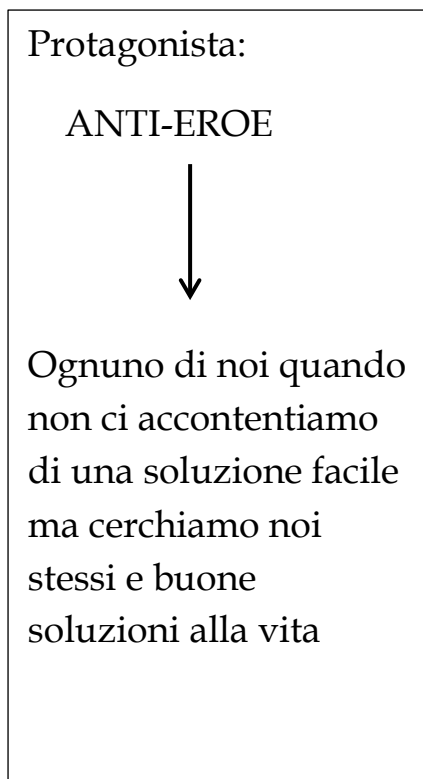 Protagonista:
ANTI-EROE
Ognuno di noi quando
non ci accontentiamo
di una soluzione facile
ma cerchiamo noi
stessi e buone
soluzioni alla vita